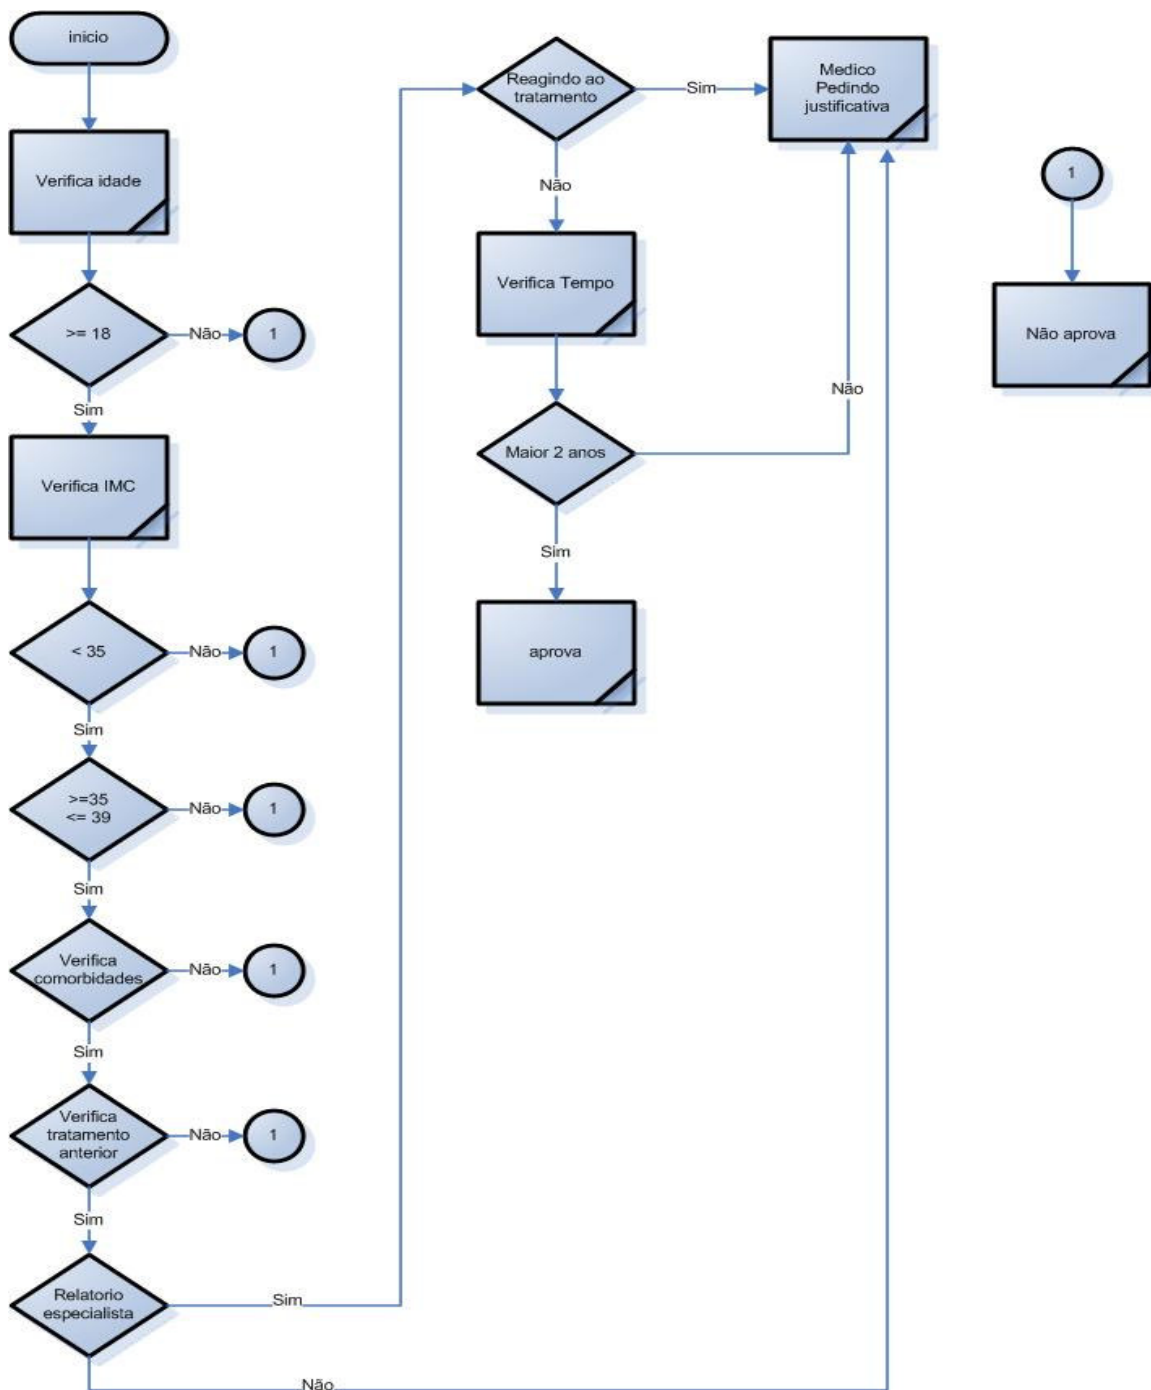 inicio
Verifica idade
>= 18
Não
1
Sim
Verifica IMC
< 35
Não
1
Sim
>=35
<= 39
Não
1
Sim
Verifica
comorbidades
Não
1
Sim
Verifica
tratamento
anterior
Não
1
Sim
Relatorio
especialista
Sim
Não
Reagindo ao
tratamento
Sim
Medico
Pedindo
justificativa
Não
Verifica Tempo
Maior 2 anos
Não
Sim
aprova
1
Não aprova